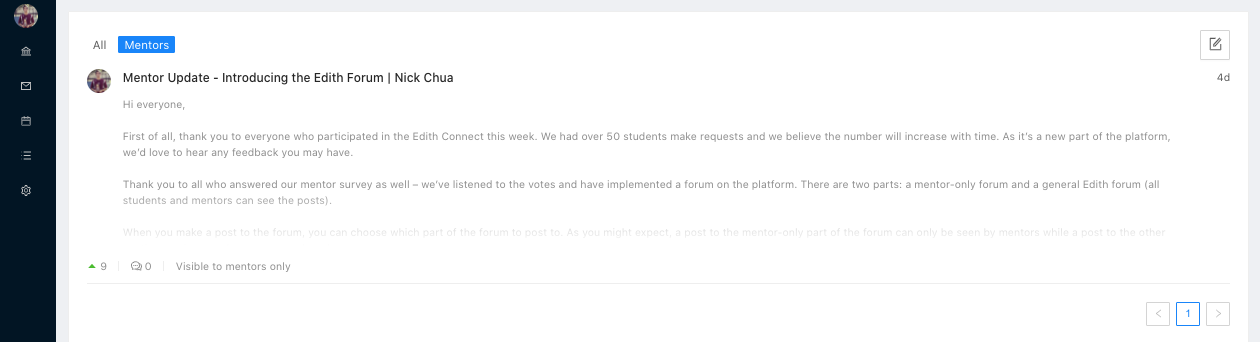 All Mentors
Mentor Update - Introducing the Edith Forum | Nick Chua
4d
Hi everyone,
First of all, thank you to everyone who participated in the Edith Connect this week. We had over 50 students make requests and we believe the number will increase with time. As it's a new part of the platform,
we'd love to hear any feedback you may have.
Thank you to all who answered our mentor survey as well – we've listened to the votes and have implemented a forum on the platform. There are two parts: a mentor-only forum and a general Edith forum (all
students and mentors can see the posts).
When you make a post to the forum, you can choose which part of the forum to post to. As you might expect, a post to the mentor-only part of the forum can only be seen by mentors while a post to the other
9 0 Visible to mentors only
1